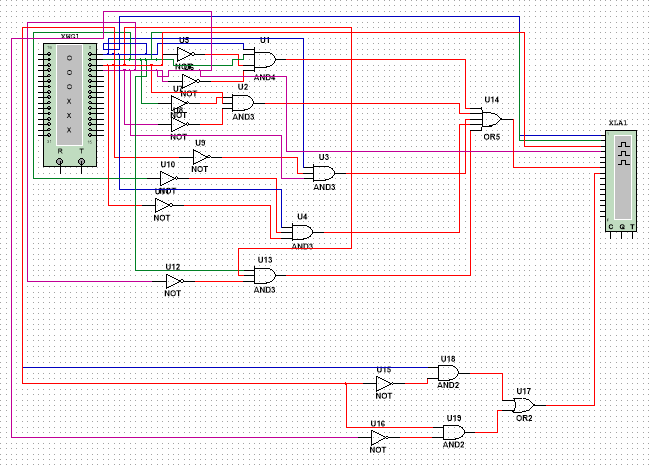 XWG1
O
O
O
X
X
X
R T
U5
NOT
NOT
U1
AND4
U2
AND3
U7
NOT
U8
NOT
U9
NOT
U10
NOT
NOT
U3
AND3
U4
AND3
U12
NOT
U13
AND3
U14
OR5
XLA1
C Q T
U15
NOT
U16
NOT
U18
AND2
U19
AND2
U17
OR2